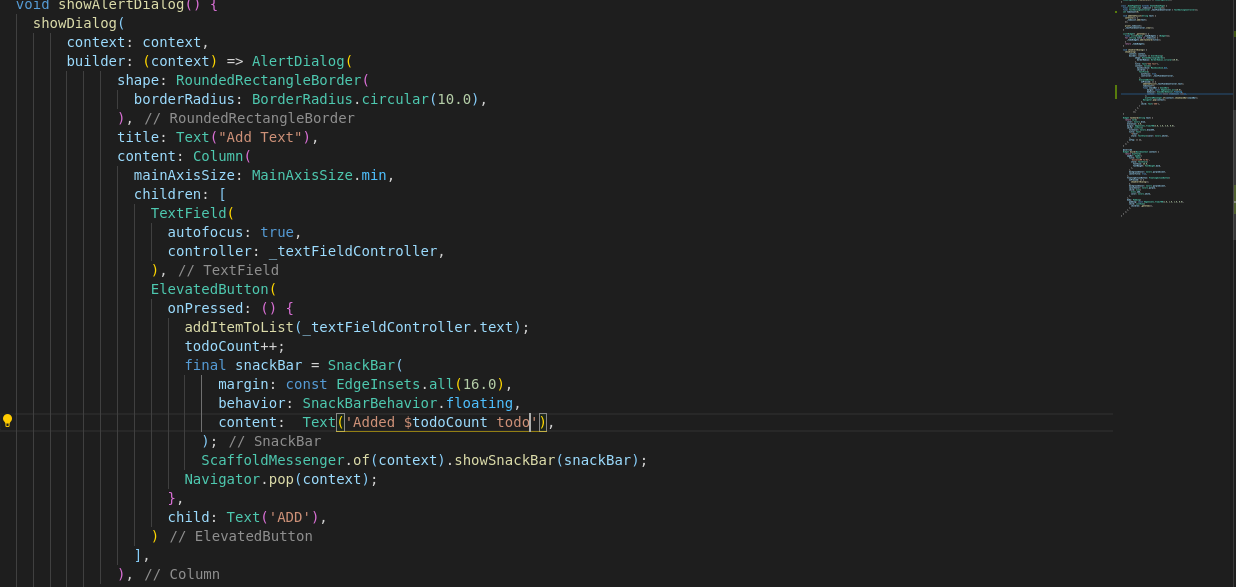 void showAlertDialog() {
showDialog(
context: context,
builder: (context) => AlertDialog(
shape: RoundedRectangleBorder(
borderRadius: BorderRadius.circular(10.0),
), // RoundedRectangleBorder
title: Text("Add Text"),
content: Column(
mainAxisSize: MainAxisSize.min,
children: [
TextField(
autofocus: true,
controller: _textFieldController,
), // TextField
ElevatedButton(
onPressed: () {
addItemToList(_textFieldController.text);
todoCount++;
final snackBar = SnackBar(
margin: const EdgeInsets.all(16.0),
behavior: SnackBarBehavior.floating,
content:  Text('Added $todoCount todo'),
); // SnackBar
ScaffoldMessenger.of(context).showSnackBar(snackBar);
Navigator.pop(context);
},
child: Text('ADD'),
) // ElevatedButton
],
), // Column